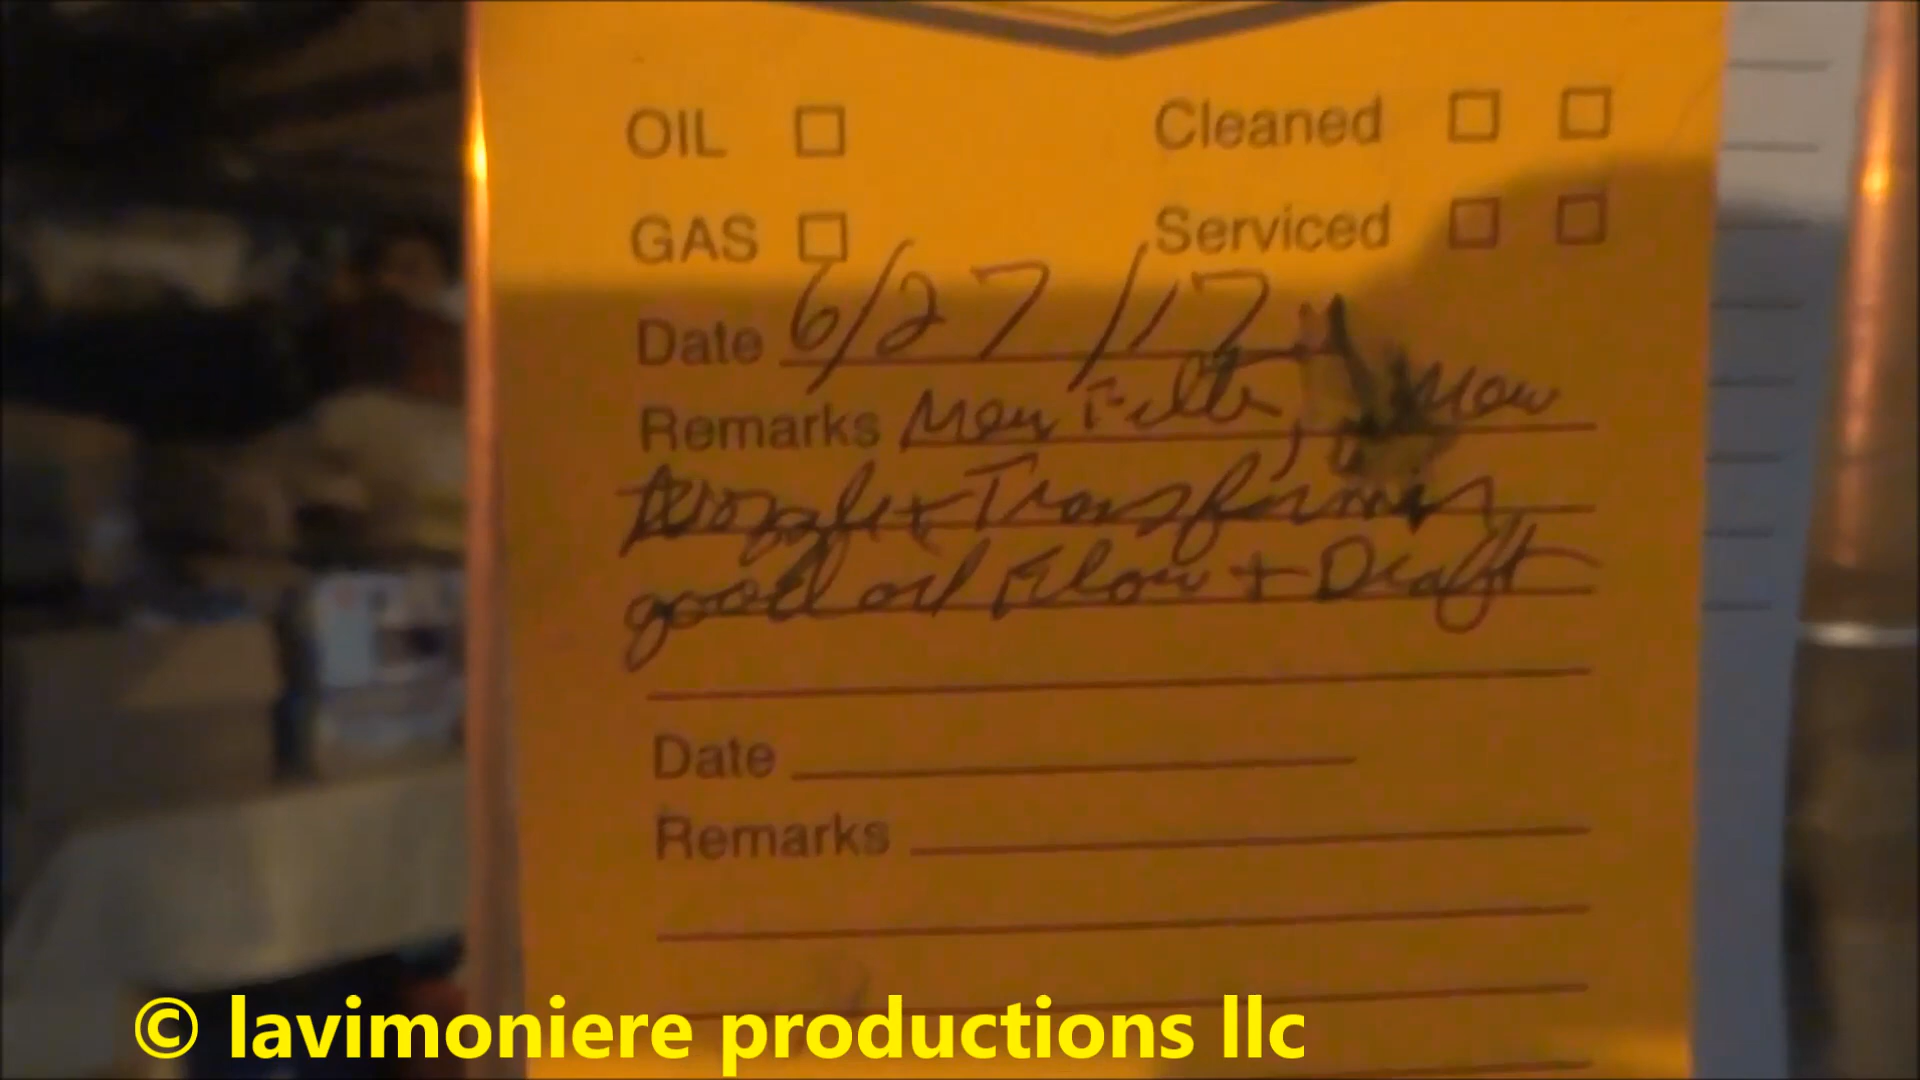 OIL Cleaned
GAS Serviced
Date 6/27/17
Remarks New Filter, New
Nozzle + Transformer
good oil Flow + Draft
Date
Remarks
© lavimoniere productions llc